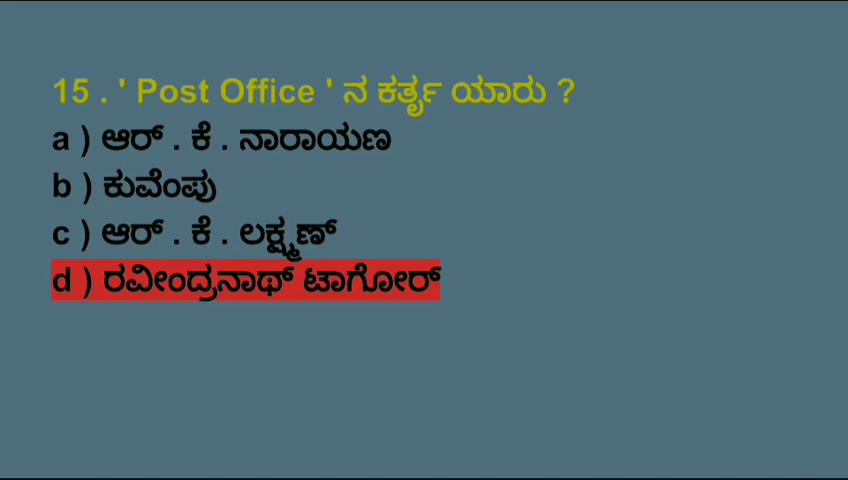 15 . ' Post Office ' ನ ಕರ್ತೃ ಯಾರು ?
a ) ಆರ್ . ಕೆ . ನಾರಾಯಣ
b ) ಕುವೆಂಪು
c ) ಆರ್ . ಕೆ . ಲಕ್ಷ್ಮಣ್
d ) ರವೀಂದ್ರನಾಥ್ ಟಾಗೋರ್